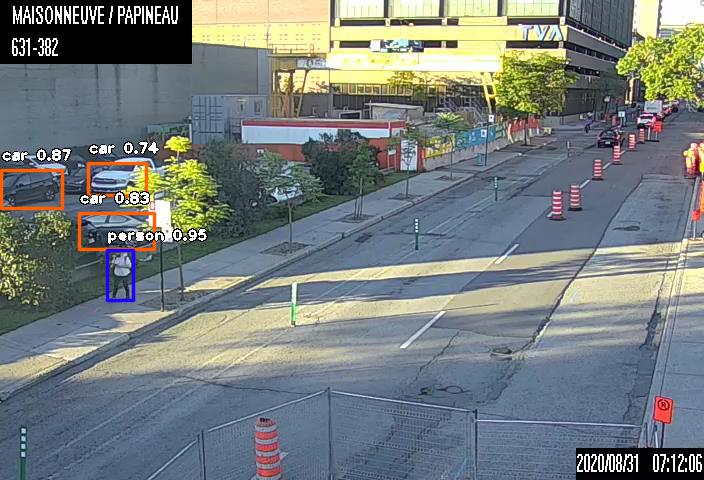 MAISONNEUVE / PAPINEAU
631-382
TVA
car 0.87
car 0.74
car 0.83
person 0.95
2020/08/31 07:12:06